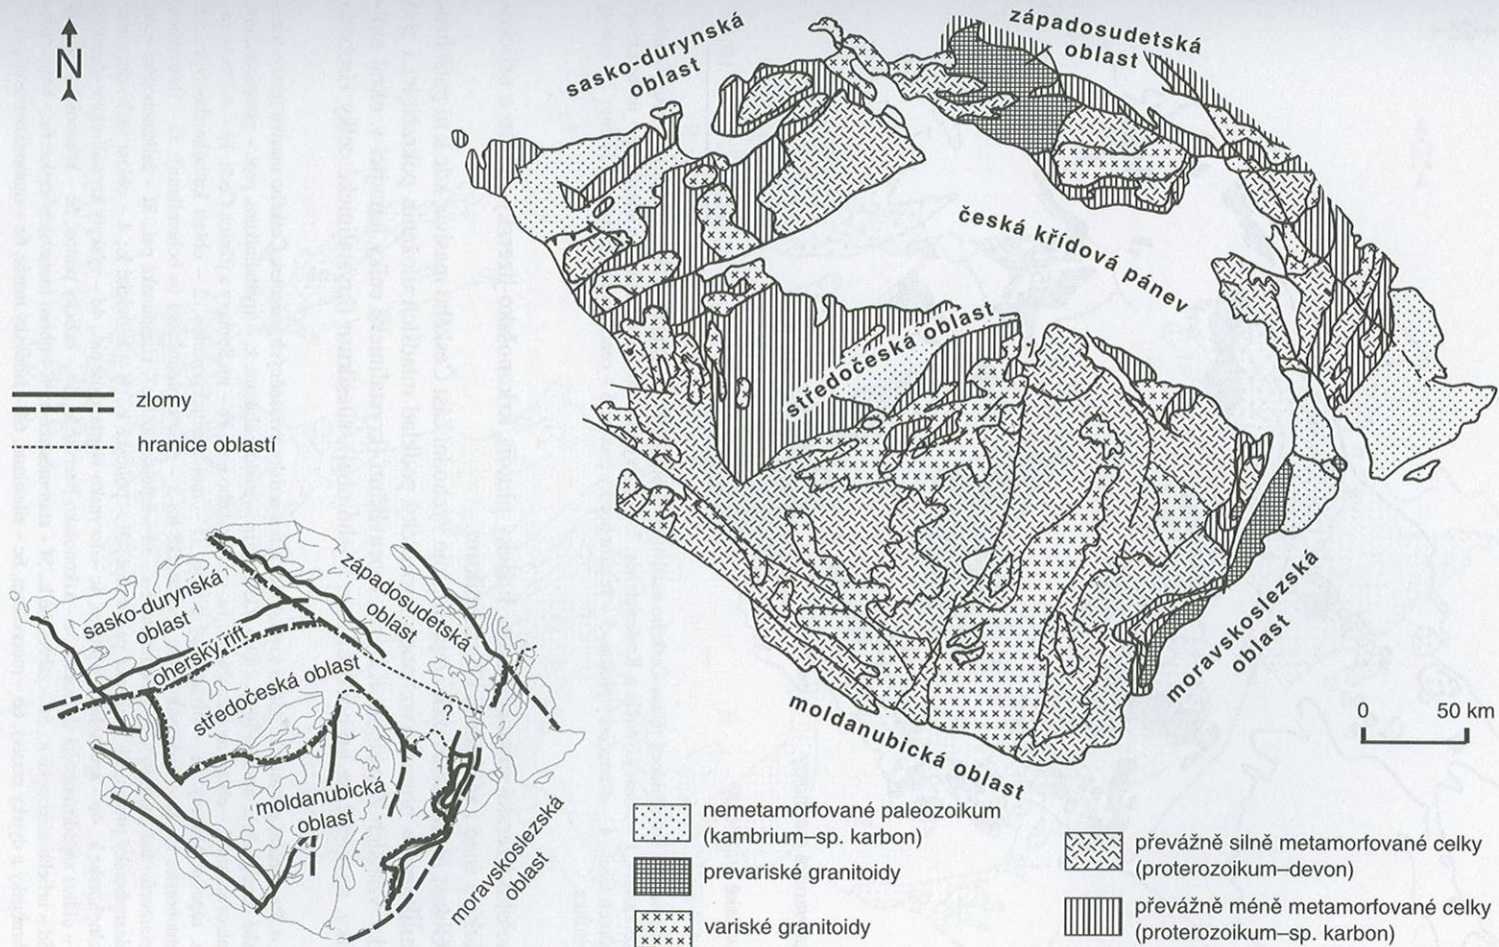 N
sasko-durynská
oblast
západosudetská
oblast
česká křídová pánev
středočeská oblast
zlomy
hranice oblastí
moldanubická oblast
moravskoslezská
oblast
0 50 km
sasko-durynská
oblast
západosudetská
oblast
oherský rift
středočeská oblast
?
moldanubická
oblast
moravskoslezská
oblast
nemetamorfované paleozoikum
(kambrium–sp. karbon)
prevariské granitoidy
variské granitoidy
převážně silně metamorfované celky
(proterozoikum–devon)
převážně méně metamorfované celky
(proterozoikum–sp. karbon)